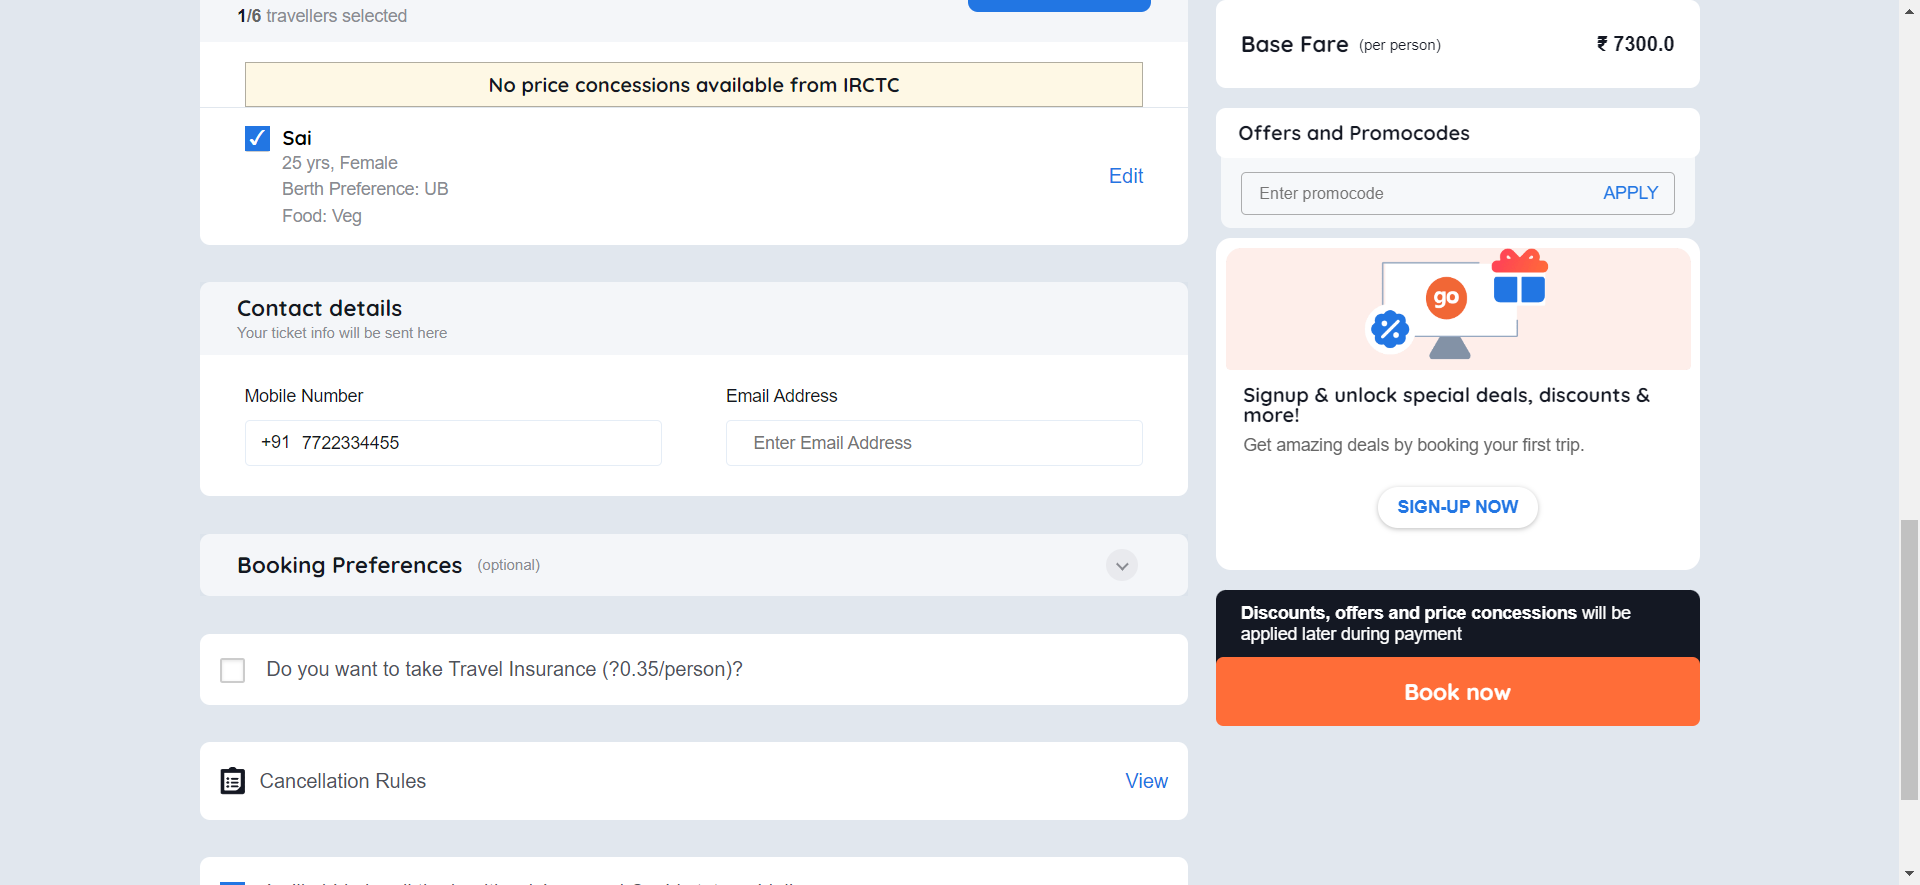 1/6 travellers selected
No price concessions available from IRCTC
Sai
25 yrs, Female
Berth Preference: UB
Food: Veg
Edit
Contact details
Your ticket info will be sent here
Mobile Number
+91 7722334455
Email Address
Enter Email Address
Booking Preferences (optional)
Do you want to take Travel Insurance (?0.35/person)?
Cancellation Rules
View
Base Fare (per person) ₹ 7300.0
Offers and Promocodes
Enter promocode APPLY
go
Signup & unlock special deals, discounts &
more!
Get amazing deals by booking your first trip.
SIGN-UP NOW
Discounts, offers and price concessions will be
applied later during payment
Book now